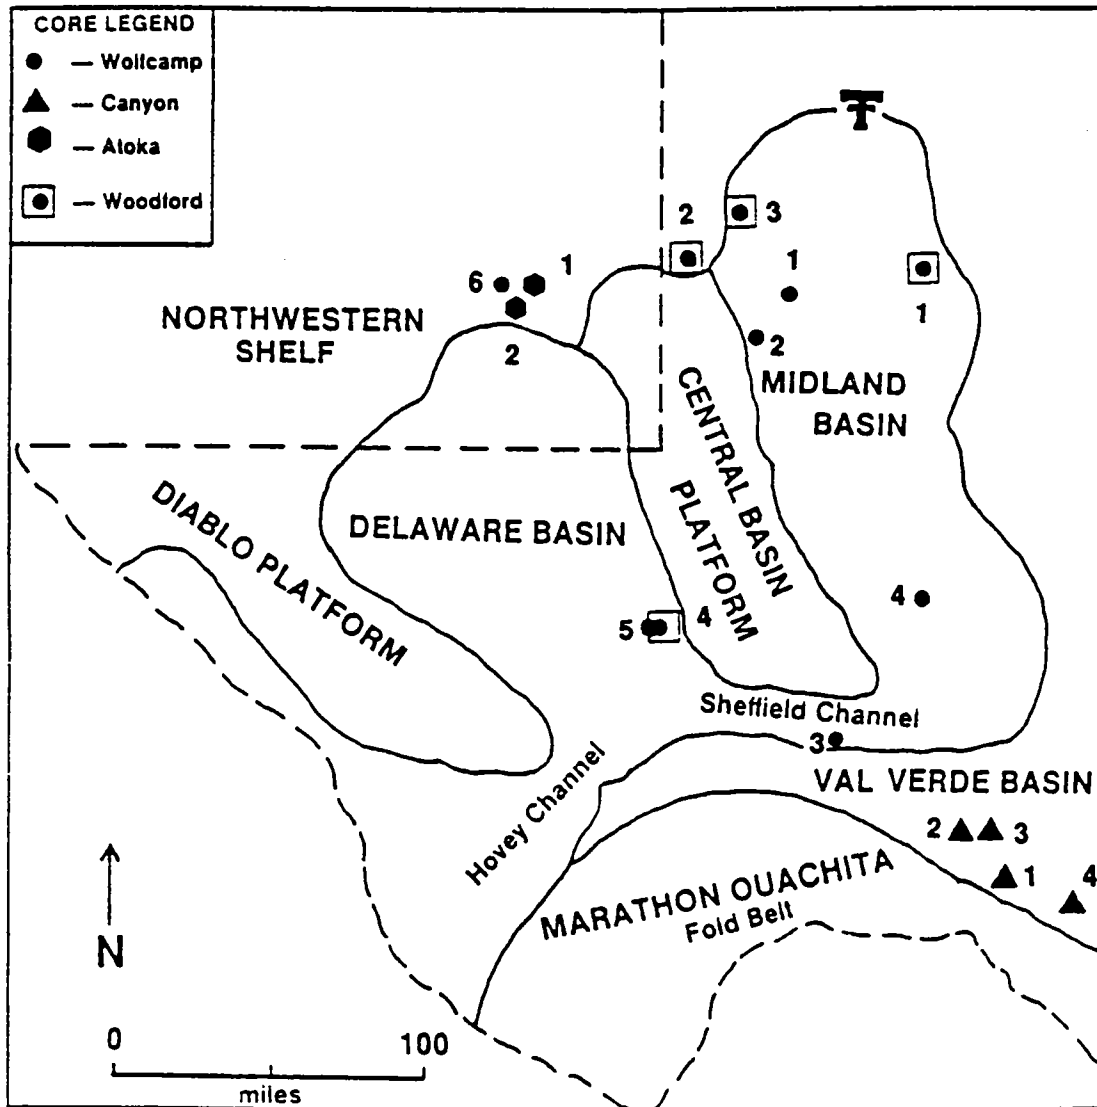 CORE LEGEND
— Wolfcamp
— Canyon
— Atoka
— Woodford
2
3
1
6
1
1
2
2
NORTHWESTERN
SHELF
MIDLAND
BASIN
CENTRAL BASIN
PLATFORM
DIABLO PLATFORM
DELAWARE BASIN
4
5
4
Sheffield Channel
3
Hovey Channel
VAL VERDE BASIN
2
3
1
4
MARATHON OUACHITA
Fold Belt
N
0
100
miles